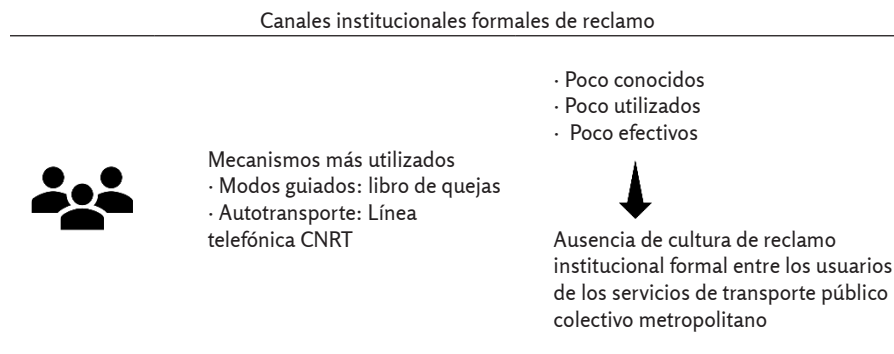 Canales institucionales formales de reclamo
Mecanismos más utilizados
· Modos guiados: libro de quejas
· Autotransporte: Línea
telefónica CNRT
· Poco conocidos
· Poco utilizados
· Poco efectivos
Ausencia de cultura de reclamo
institucional formal entre los usuarios
de los servicios de transporte público
colectivo metropolitano